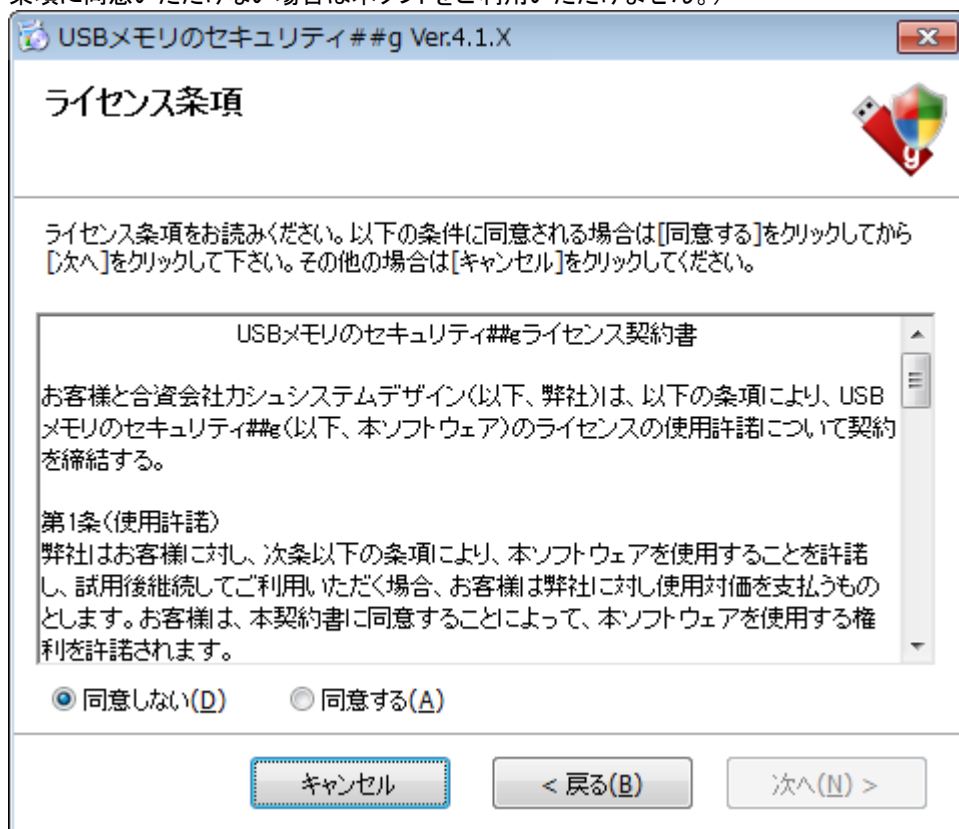 USBメモリのセキュリティ##g Ver.4.1.X
ライセンス条項
g
ライセンス条項をお読みください。以下の条件に同意される場合は[同意する]をクリックしてから
[次へ]をクリックして下さい。その他の場合は[キャンセル]をクリックしてください。
USBメモリのセキュリティ##gライセンス契約書
お客様と合資会社カシュシステムデザイン(以下、弊社)は、以下の条項により、USB
メモリのセキュリティ##g(以下、本ソフトウェア)のライセンスの使用許諾について契約
を締結する。
第1条(使用許諾)
弊社はお客様に対し、次条以下の条項により、本ソフトウェアを使用することを許諾
し、試用後継続してご利用いただく場合、お客様は弊社に対し使用対価を支払うもの
とします。お客様は、本契約書に同意することによって、本ソフトウェアを使用する権
利を許諾されます。
同意しない(D) 同意する(A)
キャンセル < 戻る(B) 次へ(N) >